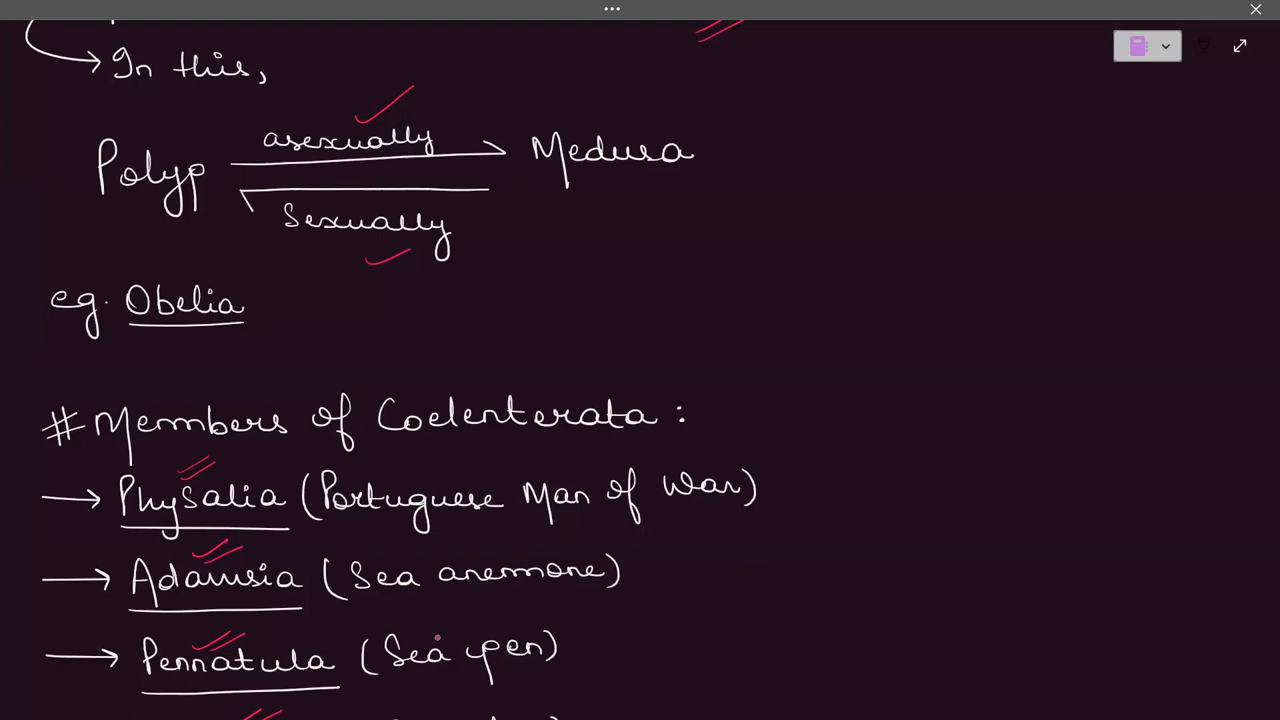 → In this,
asexually
Polyp ⇌ Medusa
Sexually
eg. Obelia
# Members of Coelenterata :
→ Physalia (Portuguese Man of War)
→ Adamsia (Sea anemone)
→ Pennatula (Sea pen)